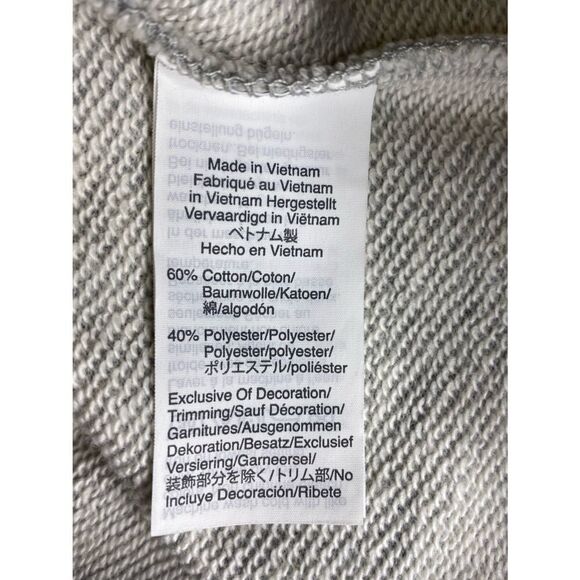 Made in Vietnam
Fabriqué au Vietnam
in Vietnam Hergestellt
Vervaardigd in Viëtnam
ベトナム製
Hecho en Vietnam
60% Cotton/Coton/
Baumwolle/Katoen/
綿/algodón
40% Polyester/Polyester/
Polyester/polyester/
ポリエステル/poliéster
Exclusive Of Decoration/
Trimming/Sauf Décoration/
Garnitures/Ausgenommen
Dekoration/Besatz/Exclusief
Versiering/Garneersel/
装飾部分を除く/トリム部/No
Incluye Decoración/Ribete